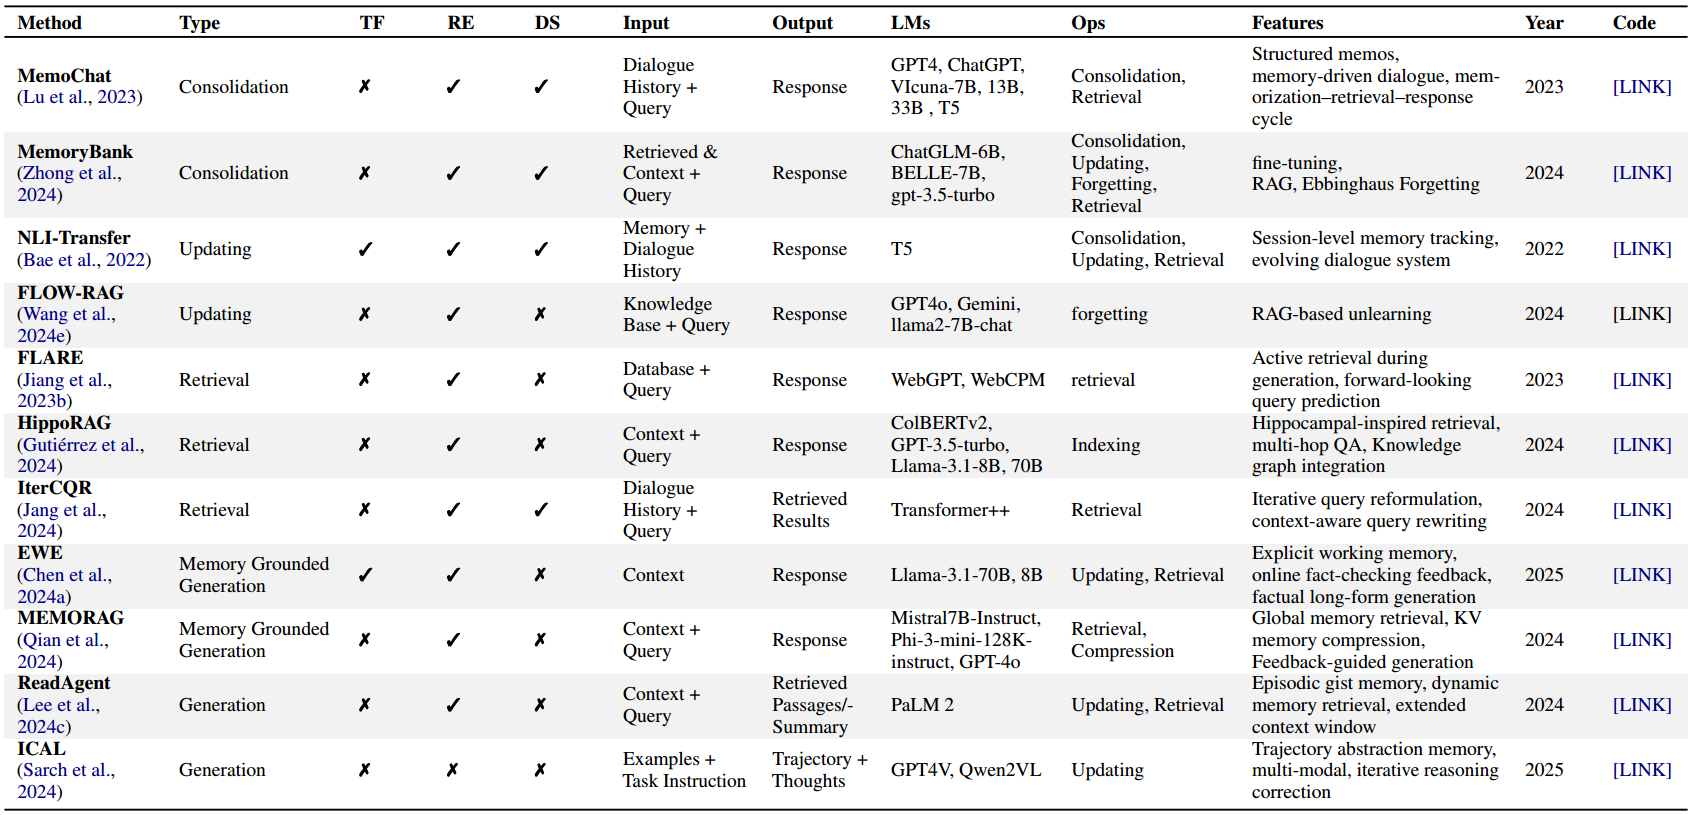 Method Type TF RE DS Input Output LMs Ops Features Year Code
MemoChat
(Lu et al., 2023)
Consolidation
✗ ✓ ✓
Dialogue
History +
Query
Response
GPT4, ChatGPT,
VIcuna-7B, 13B,
33B , T5
Consolidation,
Retrieval
Structured memos,
memory-driven dialogue, mem-
orization–retrieval–response
cycle
2023
[LINK]
MemoryBank
(Zhong et al.,
2024)
Consolidation
✗ ✓ ✓
Retrieved &
Context +
Query
Response
ChatGLM-6B,
BELLE-7B,
gpt-3.5-turbo
Consolidation,
Updating,
Forgetting,
Retrieval
fine-tuning,
RAG, Ebbinghaus Forgetting
2024
[LINK]
NLI-Transfer
(Bae et al., 2022)
Updating
✓ ✓ ✓
Memory +
Dialogue
History
Response
T5
Consolidation,
Updating, Retrieval
Session-level memory tracking,
evolving dialogue system
2022
[LINK]
FLOW-RAG
(Wang et al.,
2024e)
Updating
✗ ✓ ✗
Knowledge
Base + Query
Response
GPT4o, Gemini,
llama2-7B-chat
forgetting
RAG-based unlearning
2024
[LINK]
FLARE
(Jiang et al.,
2023b)
Retrieval
✗ ✓ ✗
Database +
Query
Response
WebGPT, WebCPM
retrieval
Active retrieval during
generation, forward-looking
query prediction
2023
[LINK]
HippoRAG
(Gutiérrez et al.,
2024)
Retrieval
✗ ✓ ✗
Context +
Query
Response
ColBERTv2,
GPT-3.5-turbo,
Llama-3.1-8B, 70B
Indexing
Hippocampal-inspired retrieval,
multi-hop QA, Knowledge
graph integration
2024
[LINK]
IterCQR
(Jang et al.,
2024)
Retrieval
✗ ✓ ✓
Dialogue
History +
Query
Retrieved
Results
Transformer++
Retrieval
Iterative query reformulation,
context-aware query rewriting
2024
[LINK]
EWE
(Chen et al.,
2024a)
Memory Grounded
Generation
✓ ✓ ✗
Context
Response
Llama-3.1-70B, 8B
Updating, Retrieval
Explicit working memory,
online fact-checking feedback,
factual long-form generation
2025
[LINK]
MEMORAG
(Qian et al.,
2024)
Memory Grounded
Generation
✗ ✓ ✗
Context +
Query
Response
Mistral7B-Instruct,
Phi-3-mini-128K-
instruct, GPT-4o
Retrieval,
Compression
Global memory retrieval, KV
memory compression,
Feedback-guided generation
2024
[LINK]
ReadAgent
(Lee et al.,
2024c)
Generation
✗ ✓ ✗
Context +
Query
Retrieved
Passages/-
Summary
PaLM 2
Updating, Retrieval
Episodic gist memory, dynamic
memory retrieval, extended
context window
2024
[LINK]
ICAL
(Sarch et al.,
2024)
Generation
✗ ✗ ✗
Examples +
Task Instruction
Trajectory +
Thoughts
GPT4V, Qwen2VL
Updating
Trajectory abstraction memory,
multi-modal, iterative reasoning
correction
2025
[LINK]